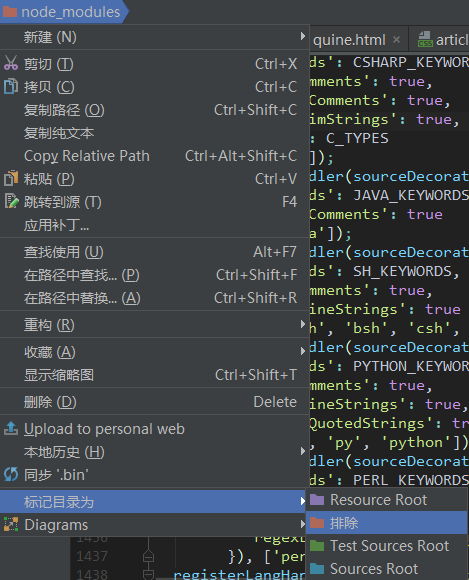 node_modules
新建 (N)
剪切 (T) Ctrl+X
拷贝 (C) Ctrl+C
复制路径 (O) Ctrl+Shift+C
复制纯文本
Copy Relative Path Ctrl+Alt+Shift+C
粘贴 (P) Ctrl+V
跳转到源 (T) F4
应用补丁...
查找使用 (U) Alt+F7
在路径中查找... (P) Ctrl+Shift+F
在路径中替换... (A) Ctrl+Shift+R
重构 (R)
收藏 (A)
显示缩略图 Ctrl+Shift+T
删除 (D) Delete
Upload to personal web
本地历史 (H)
同步 '.bin'
标记目录为
Diagrams
Resource Root
排除
Test Sources Root
Sources Root
quine.html × articl
ds': CSHARP_KEYWOR
mments': true,
Comments': true,
imStrings': true,
: C_TYPES
]);
dler(sourceDecorat
ds': JAVA_KEYWORDS
Comments': true
a']);
dler(sourceDecorat
ds': SH_KEYWORDS,
mments': true,
ineStrings': true
h', 'bsh', 'csh',
dler(sourceDecorat
ds': PYTHON_KEYWOR
mments': true,
ineStrings': true,
QuotedStrings': tr
, 'py', 'python'])
dler(sourceDecorat
ds': PERL_KEYWORDS
1436
1437 }), ['per
1438 registerLangHar